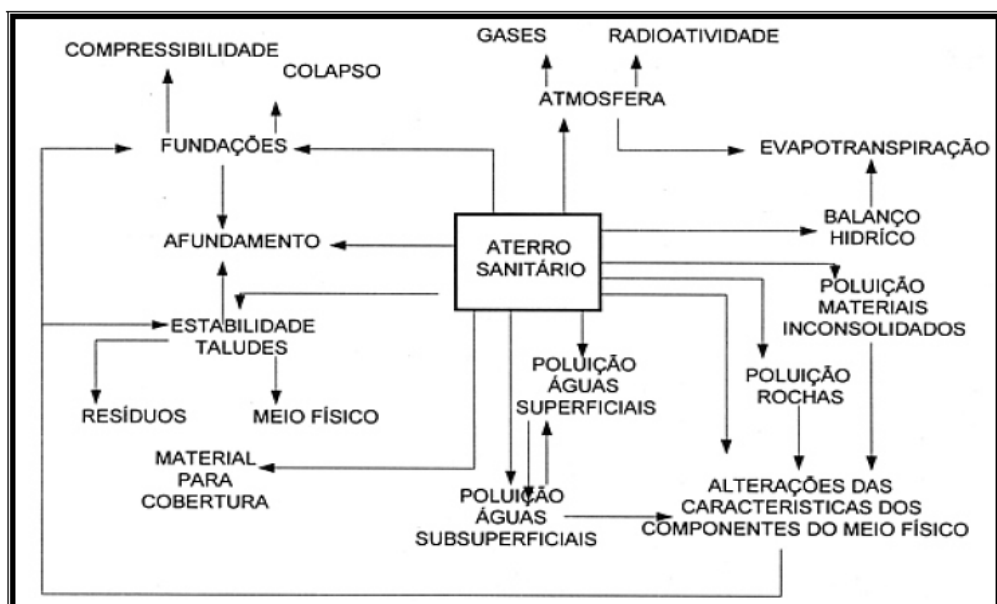 GASES
RADIOATIVIDADE
COMPRESSIBILIDADE
COLAPSO
ATMOSFERA
FUNDAÇÕES
EVAPOTRANSPIRAÇÃO
AFUNDAMENTO
ATERRO
SANITÁRIO
BALANÇO
HIDRÍCO
POLUIÇÃO
MATERIAIS
INCONSOLIDADOS
ESTABILIDADE
TALUDES
POLUIÇÃO
ÁGUAS
SUPERFICIAIS
POLUIÇÃO
ROCHAS
RESÍDUOS
MEIO FÍSICO
MATERIAL
PARA
COBERTURA
POLUIÇÃO
ÁGUAS
SUBSUPERFICIAIS
ALTERAÇÕES DAS
CARACTERISTICAS DOS
COMPONENTES DO MEIO FÍSICO